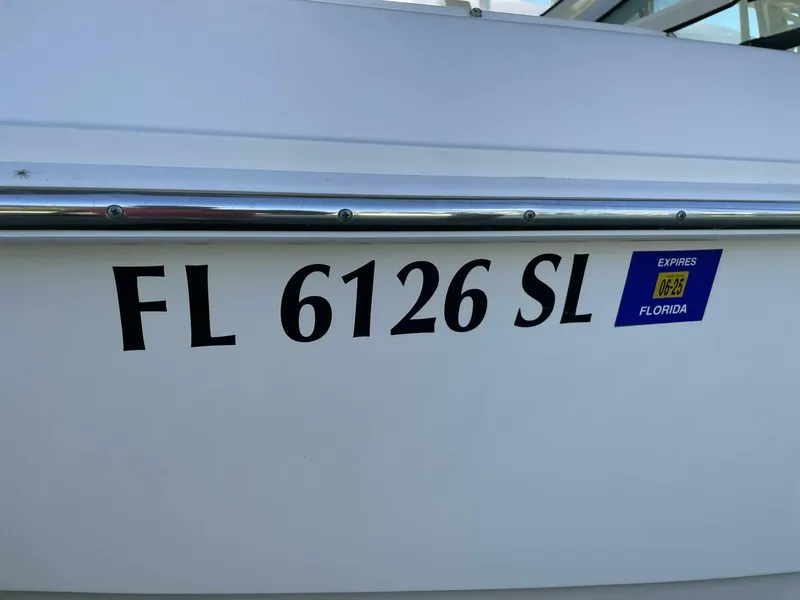 FL 6126 SL
EXPIRES
06-25
FLORIDA